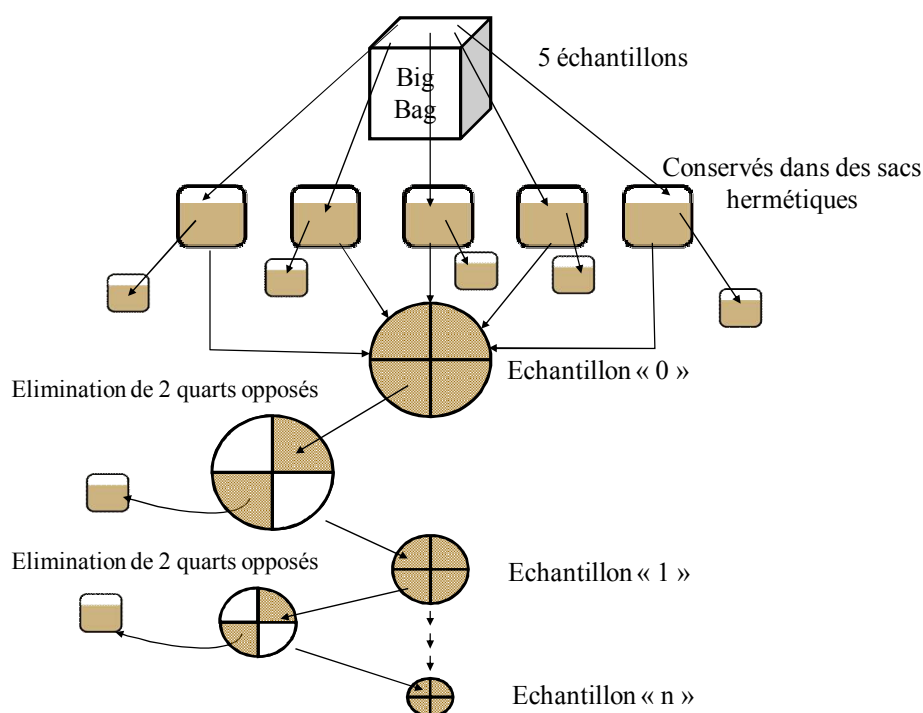 5 échantillons
Big
Bag
Conservés dans des sacs
hermétiques
Echantillon « 0 »
Elimination de 2 quarts opposés
Elimination de 2 quarts opposés
Echantillon « 1 »
Echantillon « n »